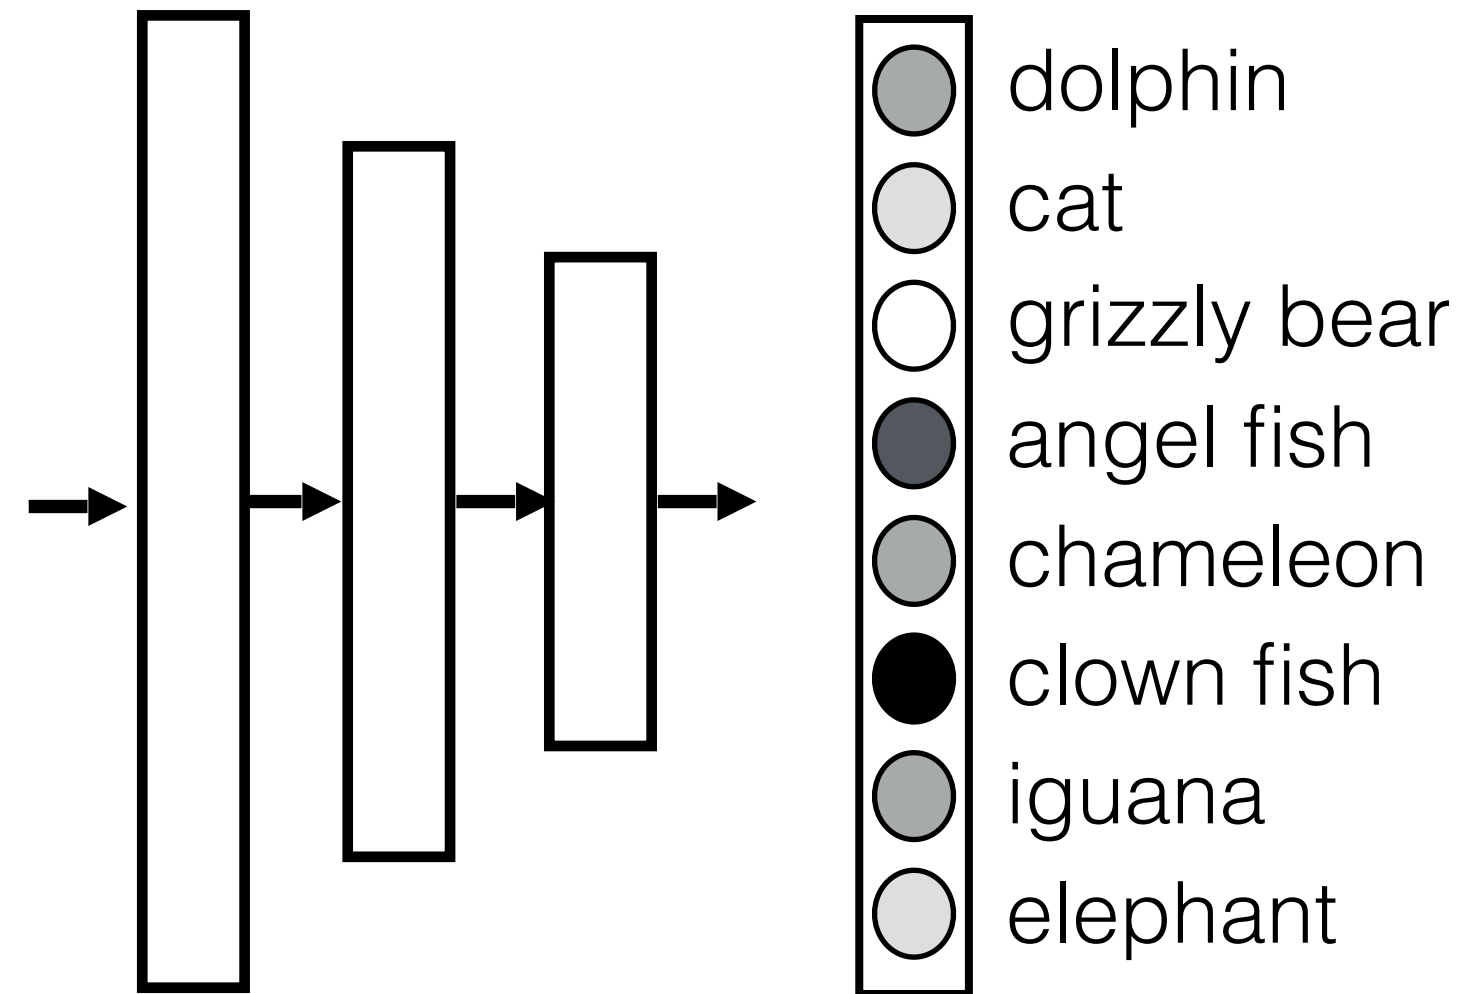 dolphin
cat
grizzly bear
angel fish
chameleon
clown fish
iguana
elephant